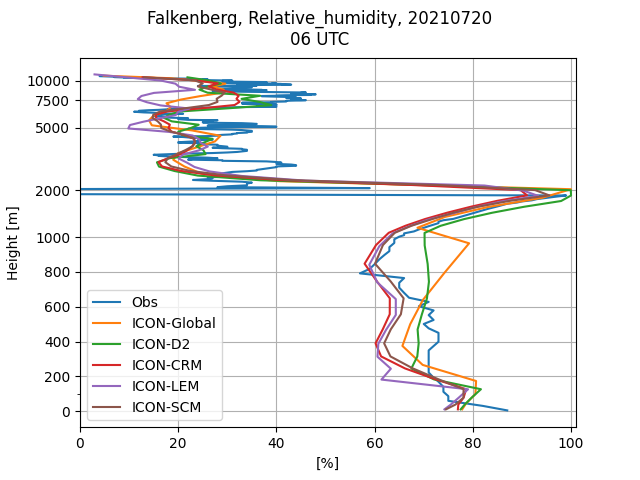 Falkenberg, Relative_humidity, 20210720
06 UTC
10000
7500
5000
2000
1000
800
600
400
200
0
Height [m]
Obs
ICON-Global
ICON-D2
ICON-CRM
ICON-LEM
ICON-SCM
0 20 40 60 80 100
[%]